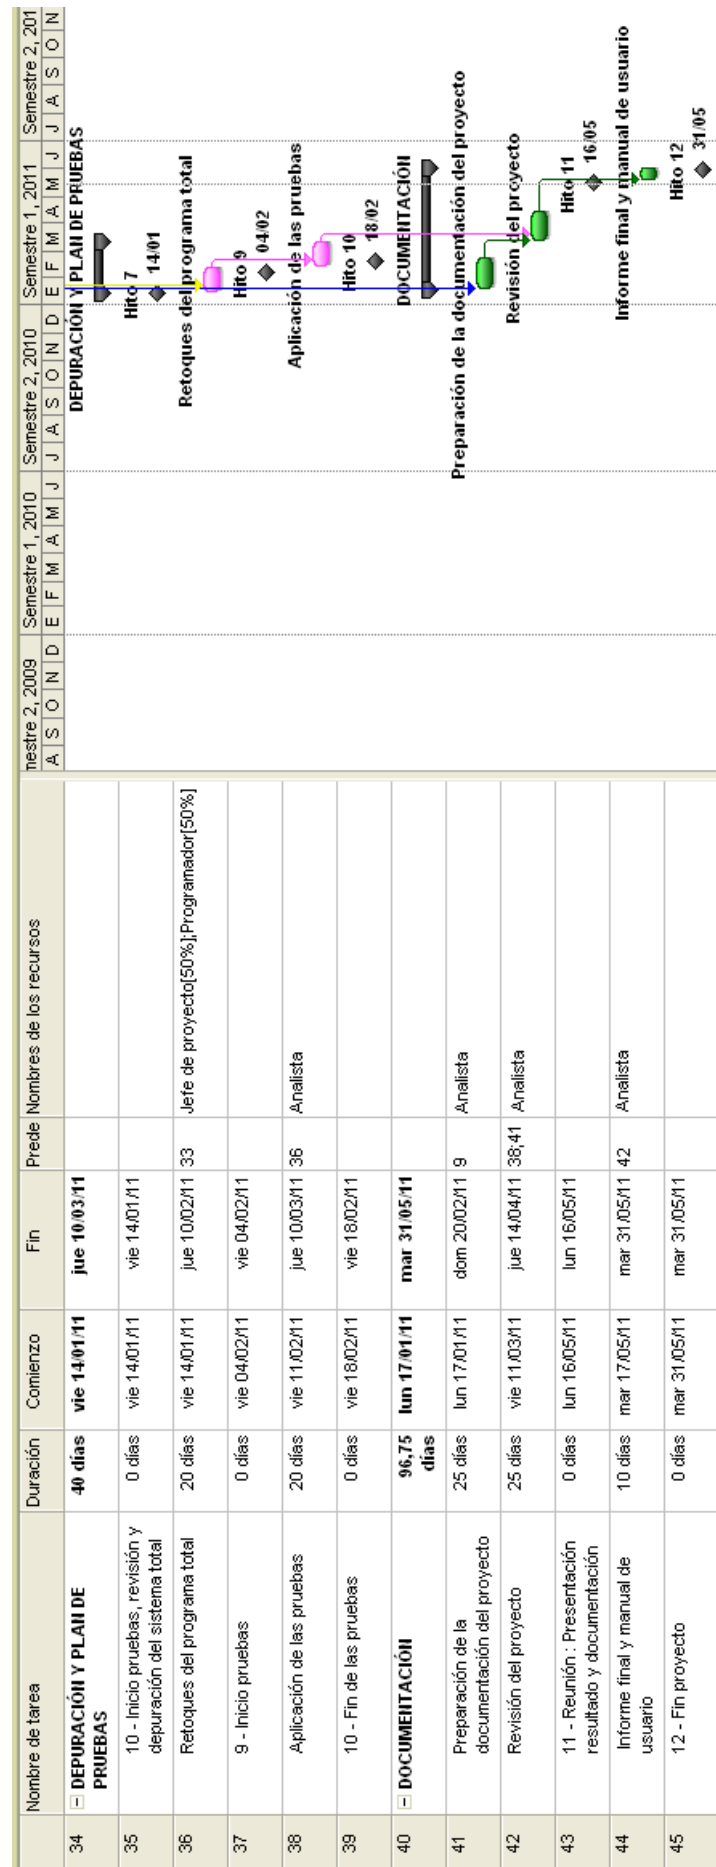 Nombre de tarea Duración Comienzo Fin Prede Nombres de los recursos
34 DEPURACIÓN Y PLAN DE 40 días vie 14/01/11 jue 10/03/11
PRUEBAS
35 10 - Inicio pruebas, revisión y 0 días vie 14/01/11 vie 14/01/11
depuración del sistema total
36 Retoques del programa total 20 días vie 14/01/11 jue 10/02/11 33 Jefe de proyecto[50%];Programador[50%]
37 9 - Inicio pruebas 0 días vie 04/02/11 vie 04/02/11
38 Aplicación de las pruebas 20 días vie 11/02/11 jue 10/03/11 36 Analista
39 10 - Fin de las pruebas 0 días vie 18/02/11 vie 18/02/11
40 DOCUMENTACIÓN 96,75 lun 17/01/11 mar 31/05/11
días
41 Preparación de la 25 días lun 17/01/11 dom 20/02/11 9 Analista
documentación del proyecto
42 Revisión del proyecto 25 días vie 11/03/11 jue 14/04/11 38;41 Analista
43 11 - Reunión : Presentación 0 días lun 16/05/11 lun 16/05/11
resultado y documentación
44 Informe final y manual de 10 días mar 17/05/11 mar 31/05/11 42 Analista
usuario
45 12 - Fin proyecto 0 días mar 31/05/11 mar 31/05/11
nestre 2, 2009 Semestre 1, 2010 Semestre 2, 2010 Semestre 1, 2011 Semestre 2, 201
A S O N D E F M A M J J A S O N D E F M A M J J A S O N
DEPURACIÓN Y PLAN DE PRUEBAS
Hito 7
14/01
Retoques del programa total
Hito 9
04/02
Aplicación de las pruebas
Hito 10
18/02
DOCUMENTACIÓN
Preparación de la documentación del proyecto
Revisión del proyecto
Hito 11
16/05
Informe final y manual de usuario
Hito 12
31/05